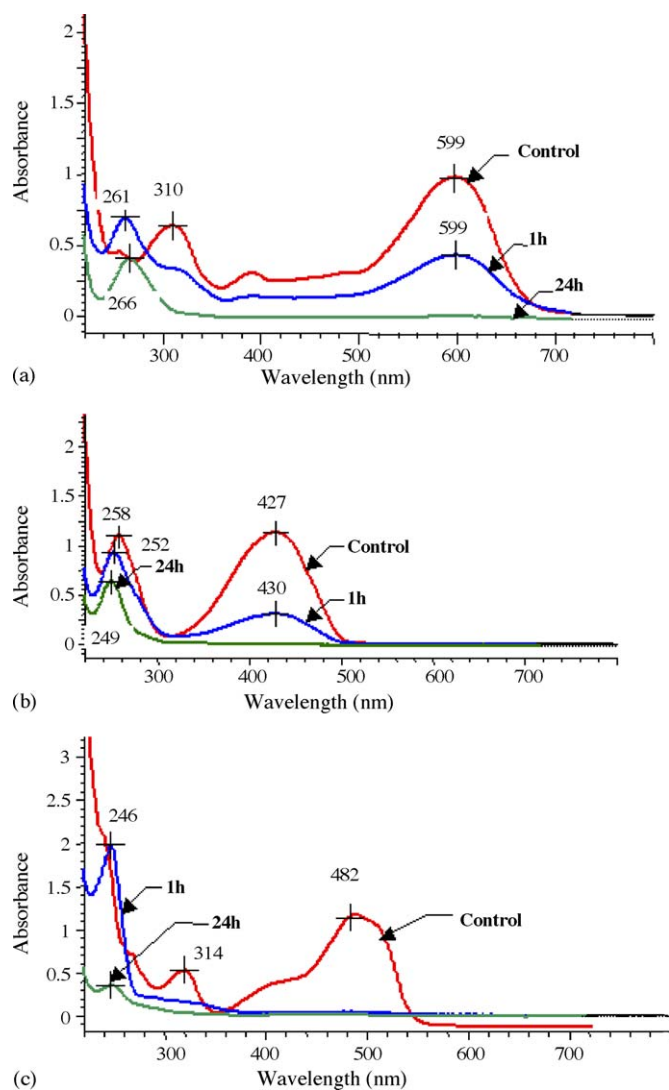 2
1.5
1
0.5
0
Absorbance
261
310
266
599
Control
599
1h
24h
300
400
500
600
700
Wavelength (nm)
(a)
2
1.5
1
0.5
0
Absorbance
258
252
24h
249
427
Control
430
1h
300
400
500
600
700
Wavelength (nm)
(b)
3
2.5
2
1.5
1
0.5
0
Absorbance
246
1h
24h
314
482
Control
300
400
500
600
700
Wavelength (nm)
(c)